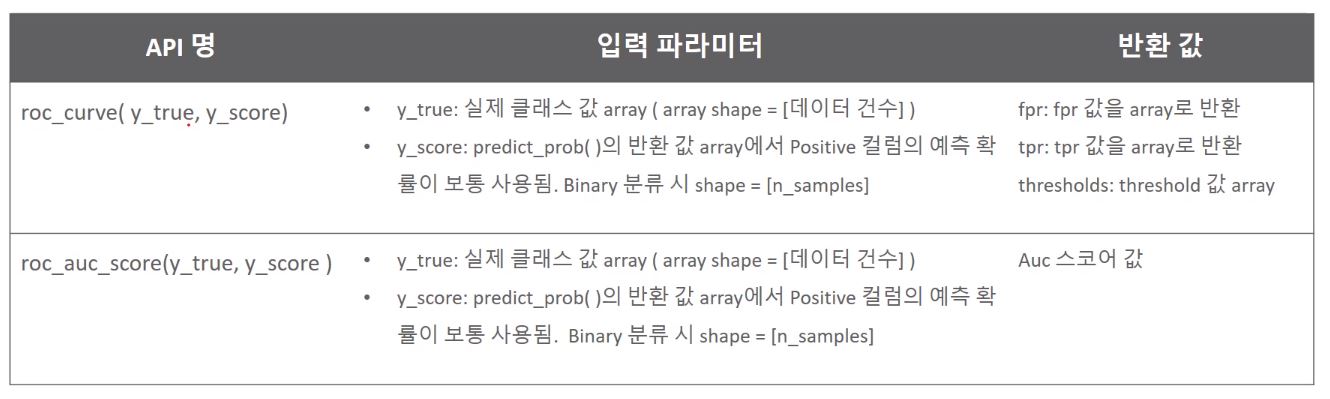 API 명
입력 파라미터
반환 값
roc_curve( y_true, y_score)
• y_true: 실제 클래스 값 array ( array shape = [데이터 건수] )
• y_score: predict_prob( )의 반환 값 array에서 Positive 컬럼의 예측 확
률이 보통 사용됨. Binary 분류 시 shape = [n_samples]
fpr: fpr 값을 array로 반환
tpr: tpr 값을 array로 반환
thresholds: threshold 값 array
roc_auc_score(y_true, y_score )
• y_true: 실제 클래스 값 array ( array shape = [데이터 건수] )
• y_score: predict_prob( )의 반환 값 array에서 Positive 컬럼의 예측 확
률이 보통 사용됨. Binary 분류 시 shape = [n_samples]
Auc 스코어 값